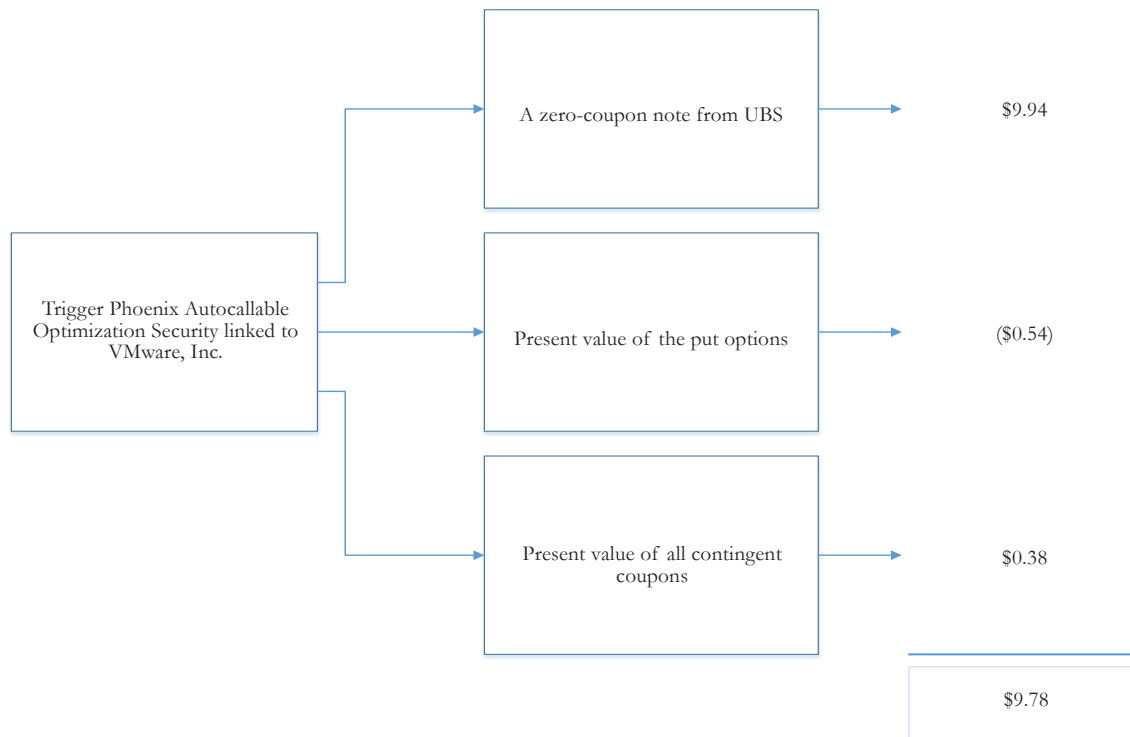 A zero-coupon note from UBS
$9.94
Trigger Phoenix Autocallable
Optimization Security linked to
VMware, Inc.
Present value of the put options
($0.54)
Present value of all contingent
coupons
$0.38
$9.78